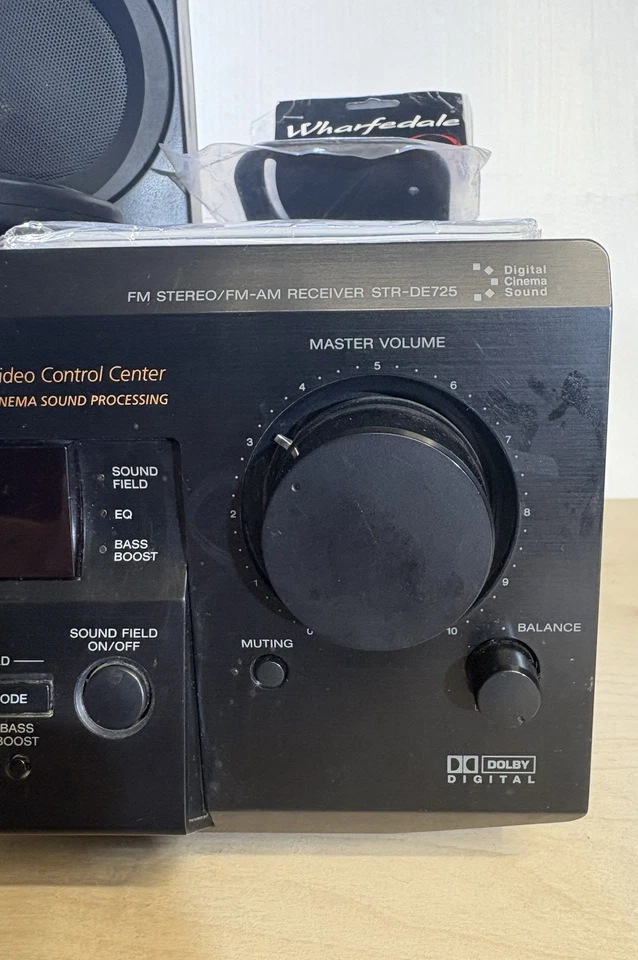 Wharfedale
FM STEREO/FM-AM RECEIVER STR-DE725
Digital
Cinema
Sound
MASTER VOLUME
ideo Control Center
NEMA SOUND PROCESSING
0
1
2
3
4
5
6
7
8
9
10
SOUND
FIELD
EQ
BASS
BOOST
SOUND FIELD
ON/OFF
MUTING
BALANCE
D
ODE
BASS
BOOST
DOLBY
DIGITAL